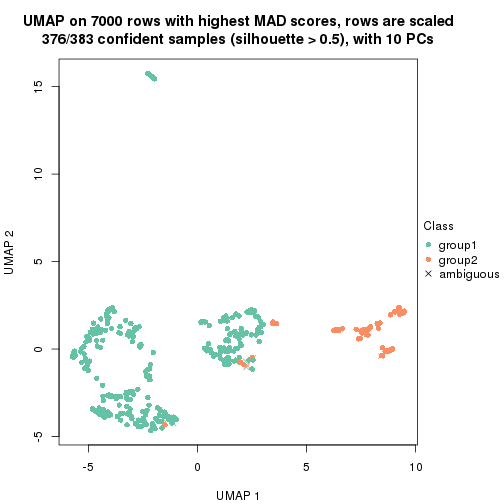 UMAP on 7000 rows with highest MAD scores, rows are scaled
376/383 confident samples (silhouette > 0.5), with 10 PCs
UMAP 2
15
10
5
0
-5
-5
0
5
10
UMAP 1
Class
group1
group2
ambiguous